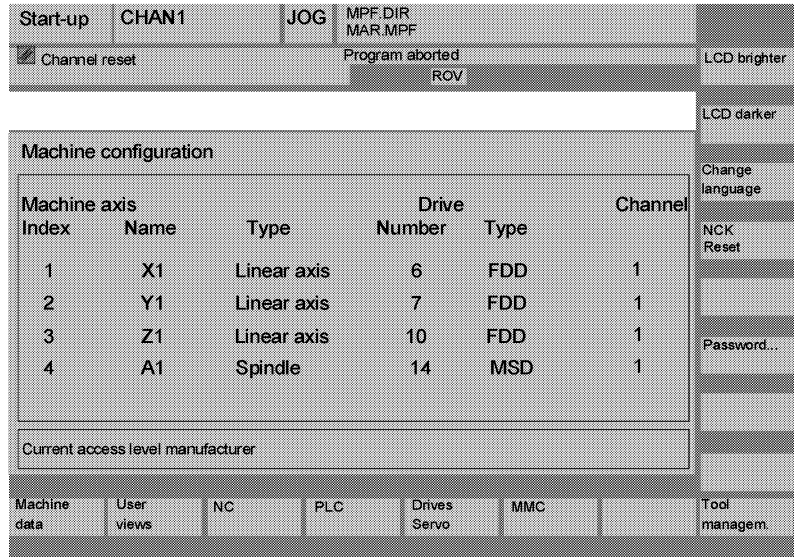 Start-up CHAN1 JOG MPF.DIR
MAR.MPF
Channel reset Program aborted
ROV
LCD brighter
LCD darker
Machine configuration
Change
language
Machine axis Drive Channel
Index Name Type Number Type
NCK
Reset
1 X1 Linear axis 6 FDD 1
2 Y1 Linear axis 7 FDD 1
3 Z1 Linear axis 10 FDD 1
Password...
4 A1 Spindle 14 MSD 1
Current access level manufacturer
Machine User NC PLC Drives MMC Tool
data views Servo managem.